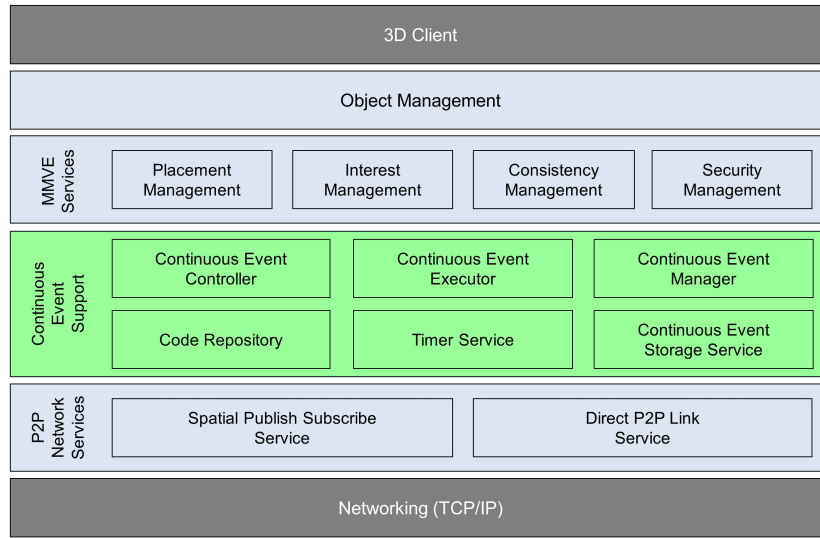 3D Client
Object Management
MMVE
Services
Placement
Management
Interest
Management
Consistency
Management
Security
Management
Continuous
Event
Support
Continuous Event
Controller
Continuous Event
Executor
Continuous Event
Manager
Code Repository
Timer Service
Continuous Event
Storage Service
P2P
Network
Services
Spatial Publish Subscribe
Service
Direct P2P Link
Service
Networking (TCP/IP)